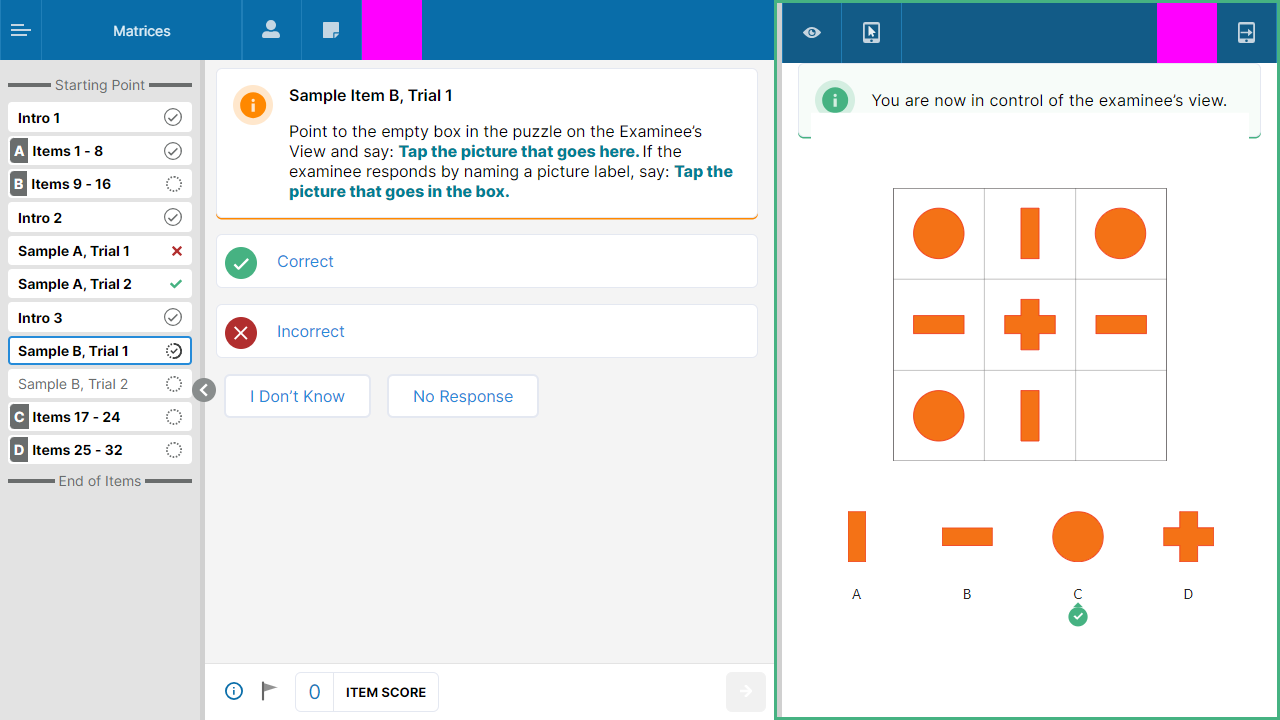 Matrices
Starting Point
Intro 1
A Items 1 - 8
B Items 9 - 16
Intro 2
Sample A, Trial 1
Sample A, Trial 2
Intro 3
Sample B, Trial 1
Sample B, Trial 2
C Items 17 - 24
D Items 25 - 32
End of Items
Sample Item B, Trial 1
Point to the empty box in the puzzle on the Examinee’s
View and say: Tap the picture that goes here. If the
examinee responds by naming a picture label, say: Tap the
picture that goes in the box.
Correct
Incorrect
I Don’t Know
No Response
0 ITEM SCORE
You are now in control of the examinee’s view.
A B C D